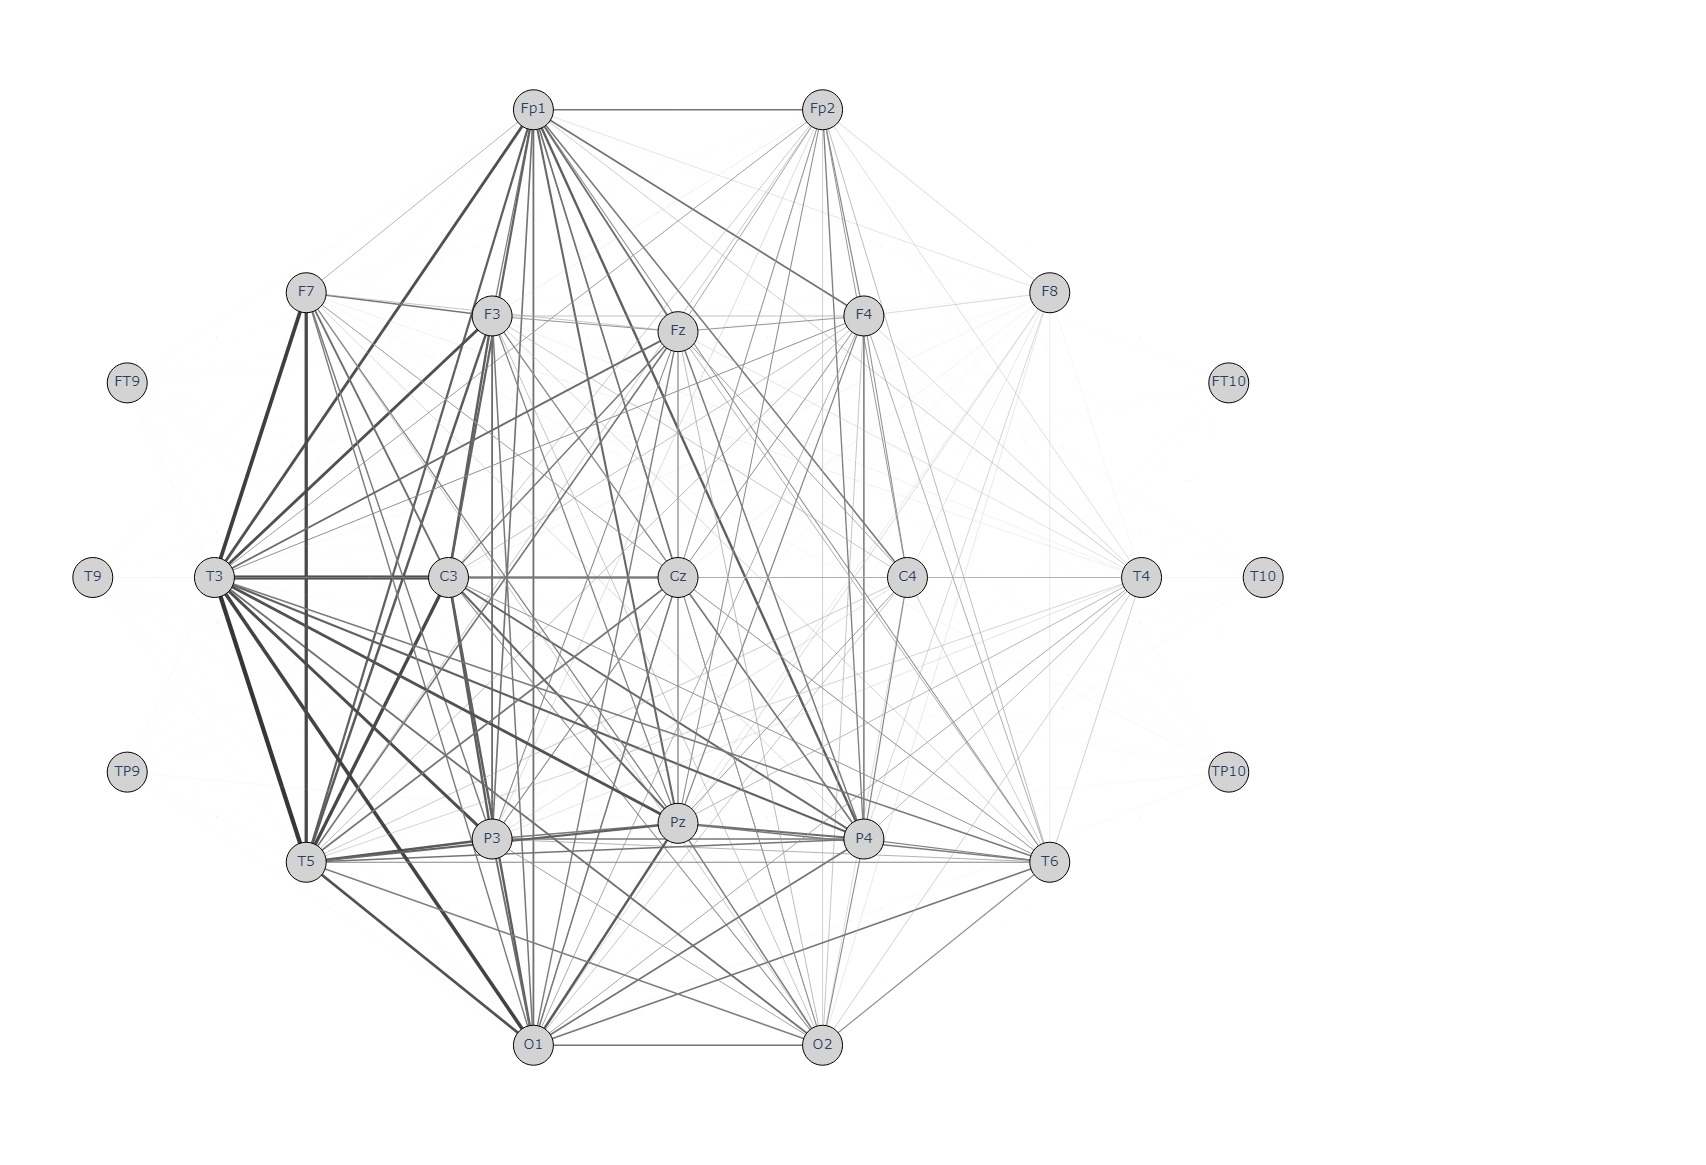 Fp1 Fp2
F7 F3 Fz F4 F8
FT9 FT10
T9 T3 C3 Cz C4 T4 T10
TP9 TP10
T5 P3 Pz P4 T6
O1 O2